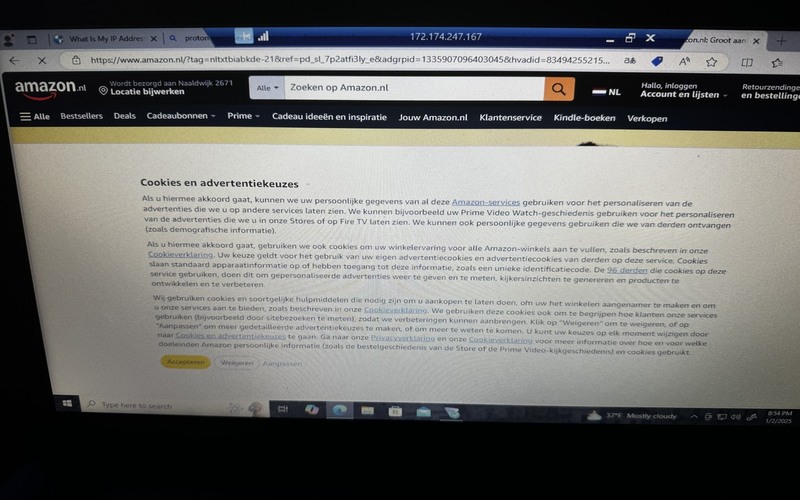 172.174.247.167
What Is My IP Address
proton
zon.nl: Groot aan
https://www.amazon.nl/?tag=nltxtbiabkde-21&ref=pd_sl_7p2atfi3ly_e&adgrpid=1335907096403045&hvadid=83494255215...
amazon.nl
Wordt bezorgd aan Naaldwijk 2671
Locatie bijwerken
Alle
Zoeken op Amazon.nl
NL
Hallo, inloggen
Account en lijsten
Retourzendinge
en bestellinge
Alle Bestsellers Deals Cadeaubonnen Prime Cadeau ideeën en inspiratie Jouw Amazon.nl Klantenservice Kindle-boeken Verkopen
Cookies en advertentiekeuzes
Als u hiermee akkoord gaat, kunnen we uw persoonlijke gegevens van al deze Amazon-services gebruiken voor het personaliseren van de
advertenties die we u op andere services laten zien. We kunnen bijvoorbeeld uw Prime Video Watch-geschiedenis gebruiken voor het personaliseren
van de advertenties die we u in onze Stores of op Fire TV laten zien. We kunnen ook persoonlijke gegevens gebruiken die we van derden ontvangen
(zoals demografische informatie).
Als u hiermee akkoord gaat, gebruiken we ook cookies om uw winkelervaring voor alle Amazon-winkels aan te vullen, zoals beschreven in onze
Cookieverklaring. Uw keuze geldt voor het gebruik van uw eigen advertentiecookies en advertentiecookies van derden op deze service. Cookies
slaan standaard apparaatinformatie op of hebben toegang tot deze informatie, zoals een unieke identificatiecode. De 96 derden die cookies op deze
service gebruiken, doen dit om gepersonaliseerde advertenties weer te geven en te meten, kijkersinzichten te genereren en producten te
ontwikkelen en te verbeteren.
Wij gebruiken cookies en soortgelijke hulpmiddelen die nodig zijn om u aankopen te laten doen, om uw het winkelen aangenamer te maken en om
u onze services aan te bieden, zoals beschreven in onze Cookieverklaring. We gebruiken deze cookies ook om te begrijpen hoe klanten onze services
gebruiken (bijvoorbeeld door sitebezoeken te meten), zodat we verbeteringen kunnen aanbrengen. Klik op "Weigeren" om te weigeren, of op
"Aanpassen" om meer gedetailleerde advertentiekeuzes te maken, of om meer te weten te komen. U kunt uw keuzes op elk moment wijzigen door
naar Cookies en advertentiekeuzes te gaan. Ga naar onze Privacyverklaring en onze Cookieverklaring voor meer informatie over hoe en voor welke
doeleinden Amazon persoonlijke informatie (zoals de bestelgeschiedenis van de Store of de Prime Video-kijkgeschiedenis) en cookies gebruikt.
Accepteren Weigeren Aanpassen
Type here to search
37°F Mostly cloudy
8:54 PM
1/2/2025